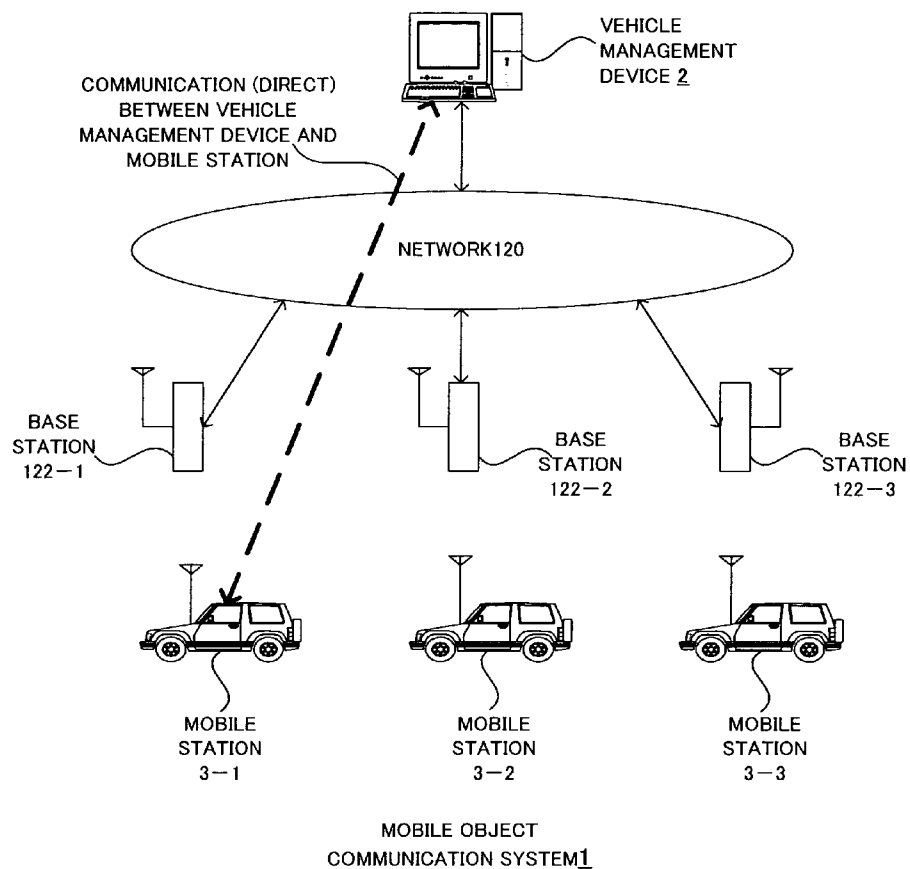 VEHICLE
MANAGEMENT
DEVICE 2
COMMUNICATION (DIRECT)
BETWEEN VEHICLE
MANAGEMENT DEVICE AND
MOBILE STATION
NETWORK120
BASE
STATION
122－1
BASE
STATION
122－2
BASE
STATION
122－3
MOBILE
STATION
3－1
MOBILE
STATION
3－2
MOBILE
STATION
3－3
MOBILE OBJECT
COMMUNICATION SYSTEM1